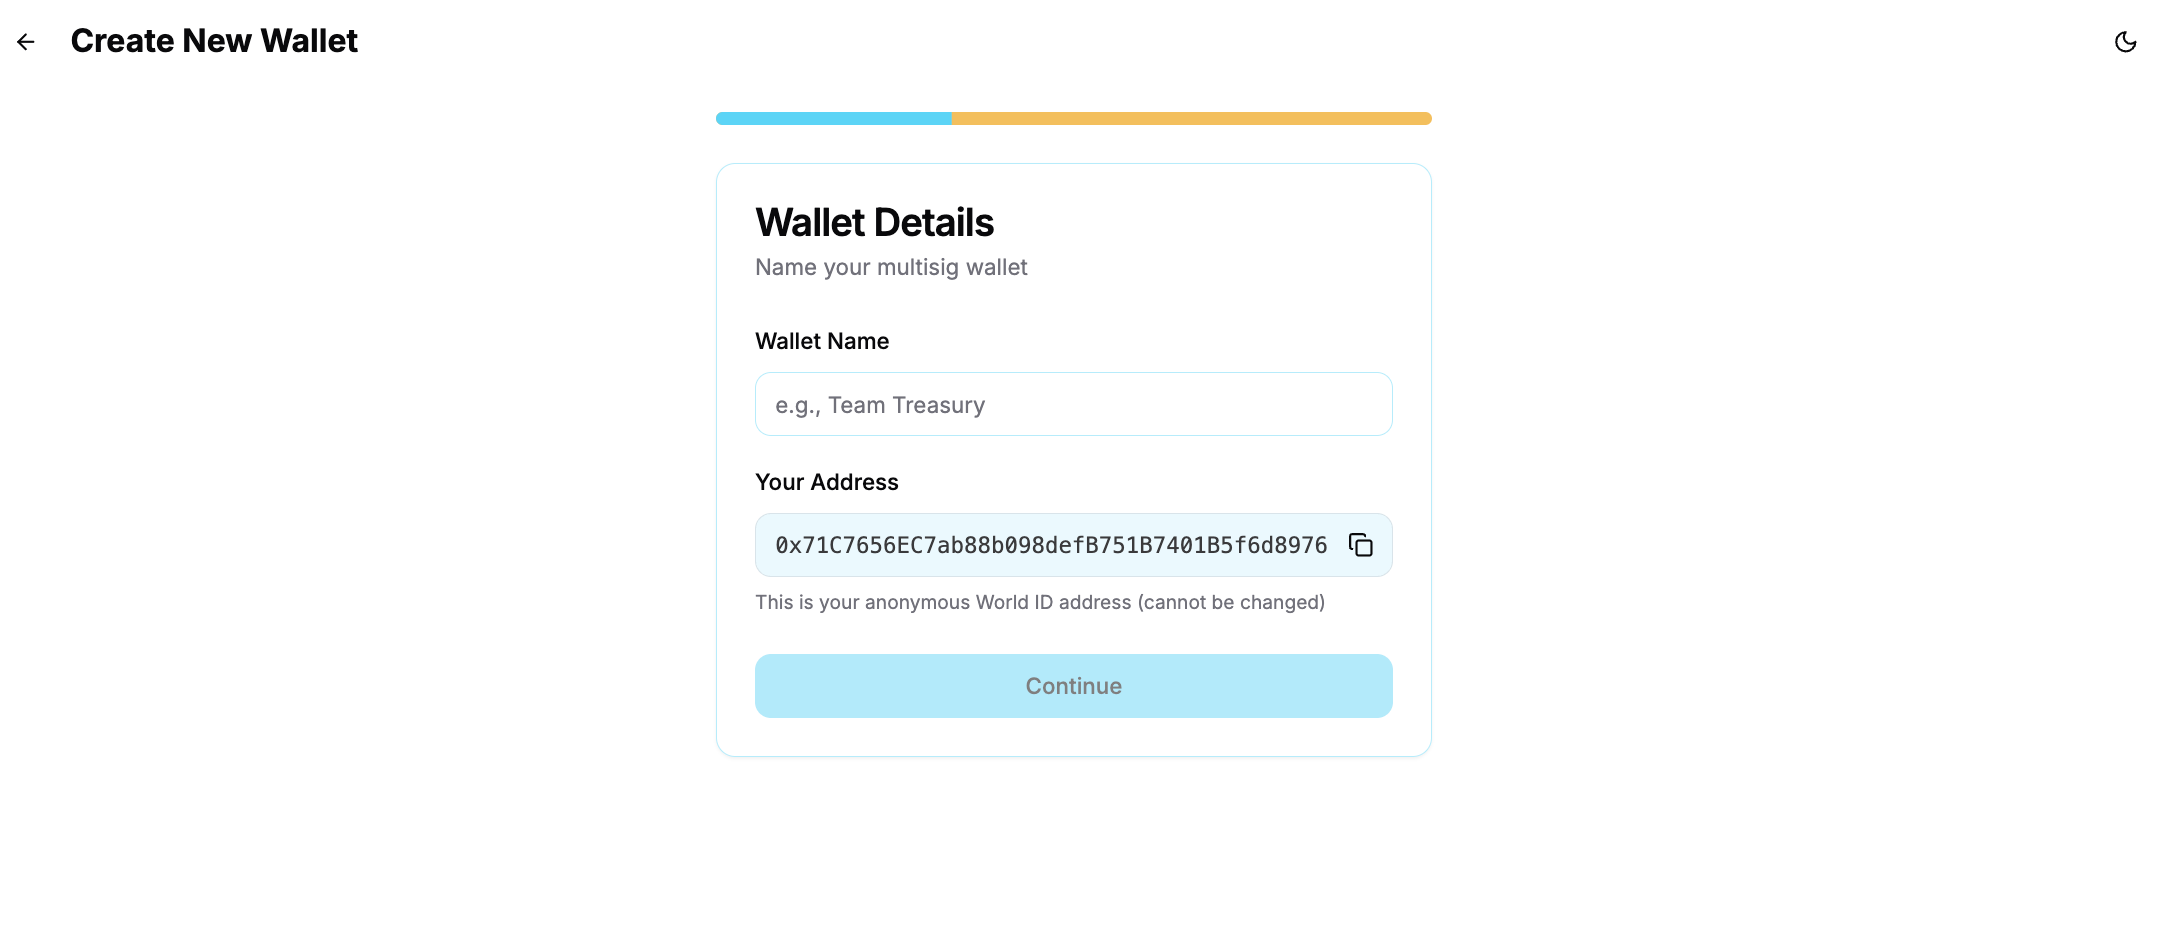 Create New Wallet
Wallet Details
Name your multisig wallet
Wallet Name
e.g., Team Treasury
Your Address
0x71C7656EC7ab88b098defB751B7401B5f6d8976
This is your anonymous World ID address (cannot be changed)
Continue